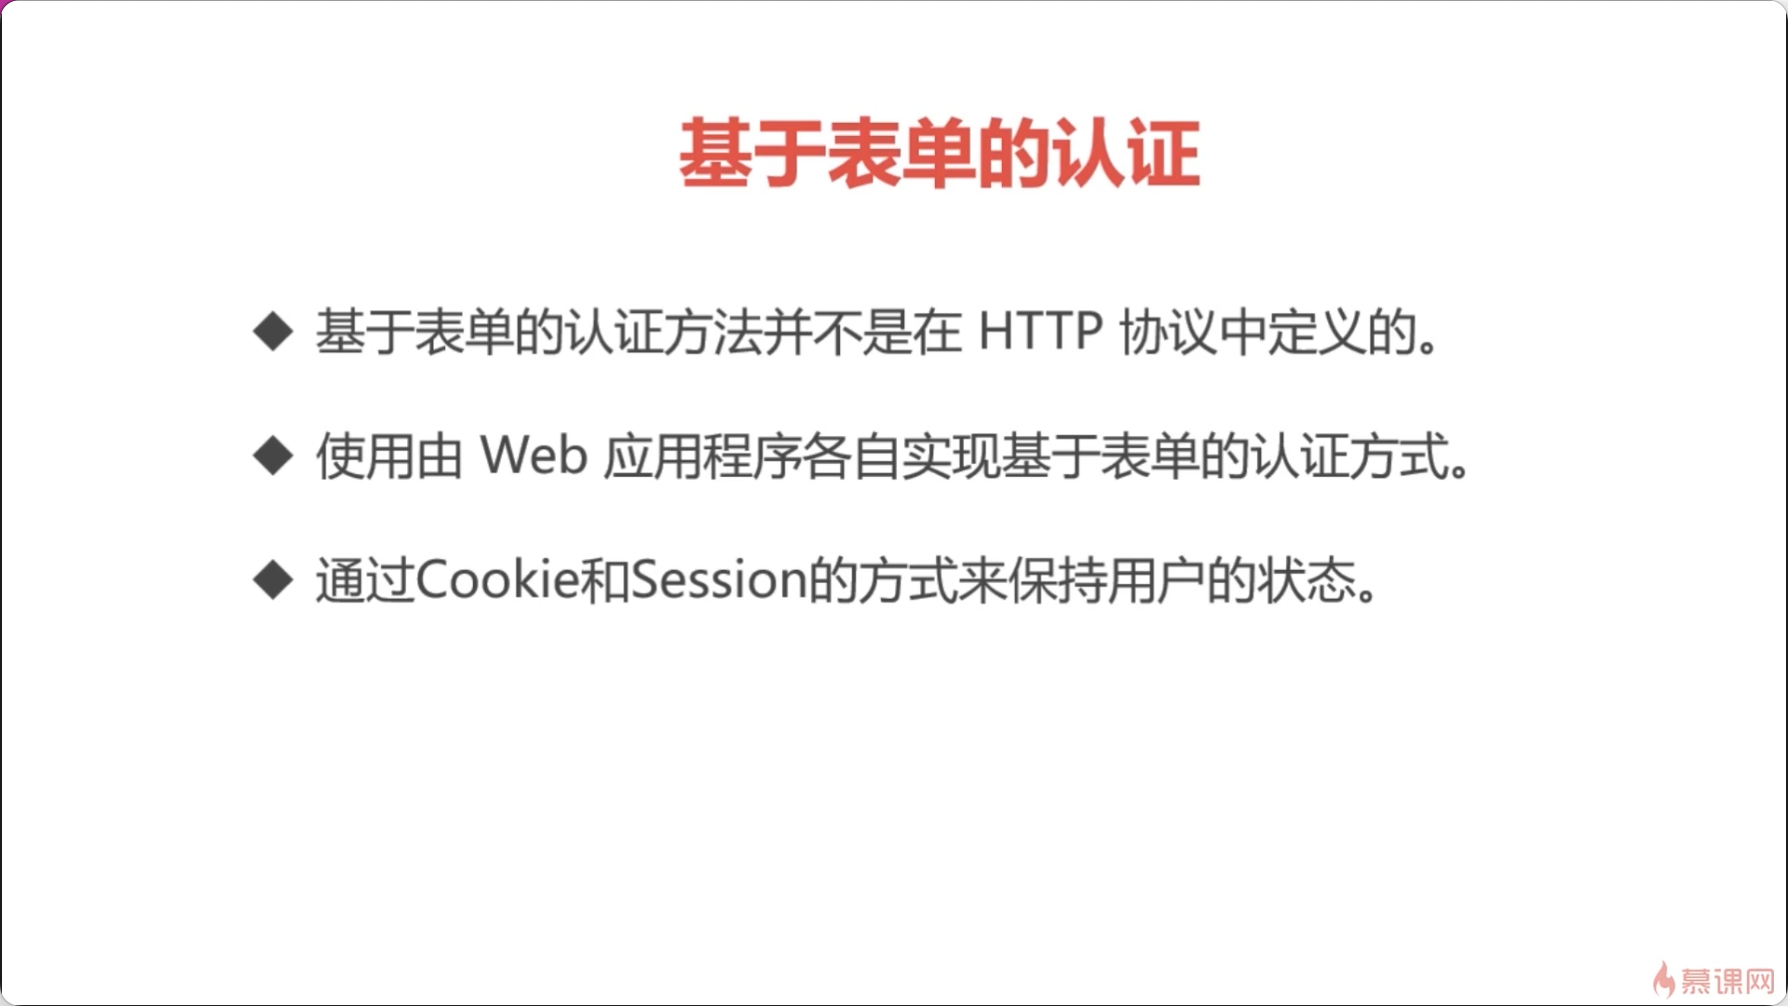 基于表单的认证
◆ 基于表单的认证方法并不是在 HTTP 协议中定义的。
◆ 使用由 Web 应用程序各自实现基于表单的认证方式。
◆ 通过Cookie和Session的方式来保持用户的状态。
慕课网